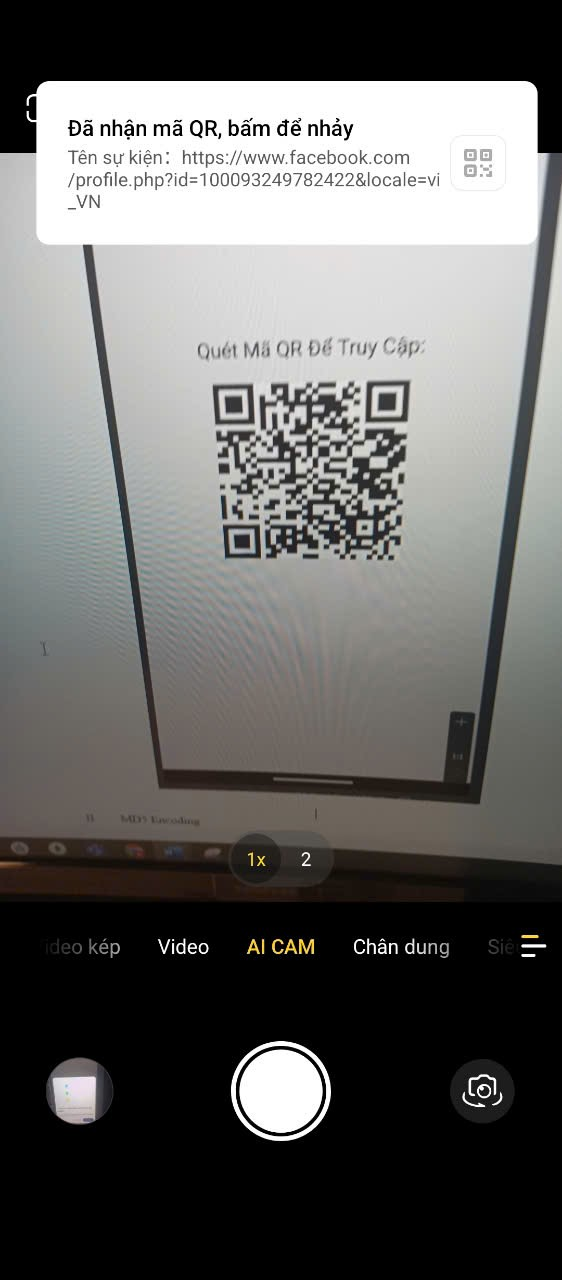 Đã nhận mã QR, bấm để nhảy
Tên sự kiện：https://www.facebook.com
/profile.php?id=100093249782422&locale=vi
_VN
Quét Mã QR Để Truy Cập:
MD5 Encoding
1x
2
ideo kép
Video
AI CAM
Chân dung
Siê